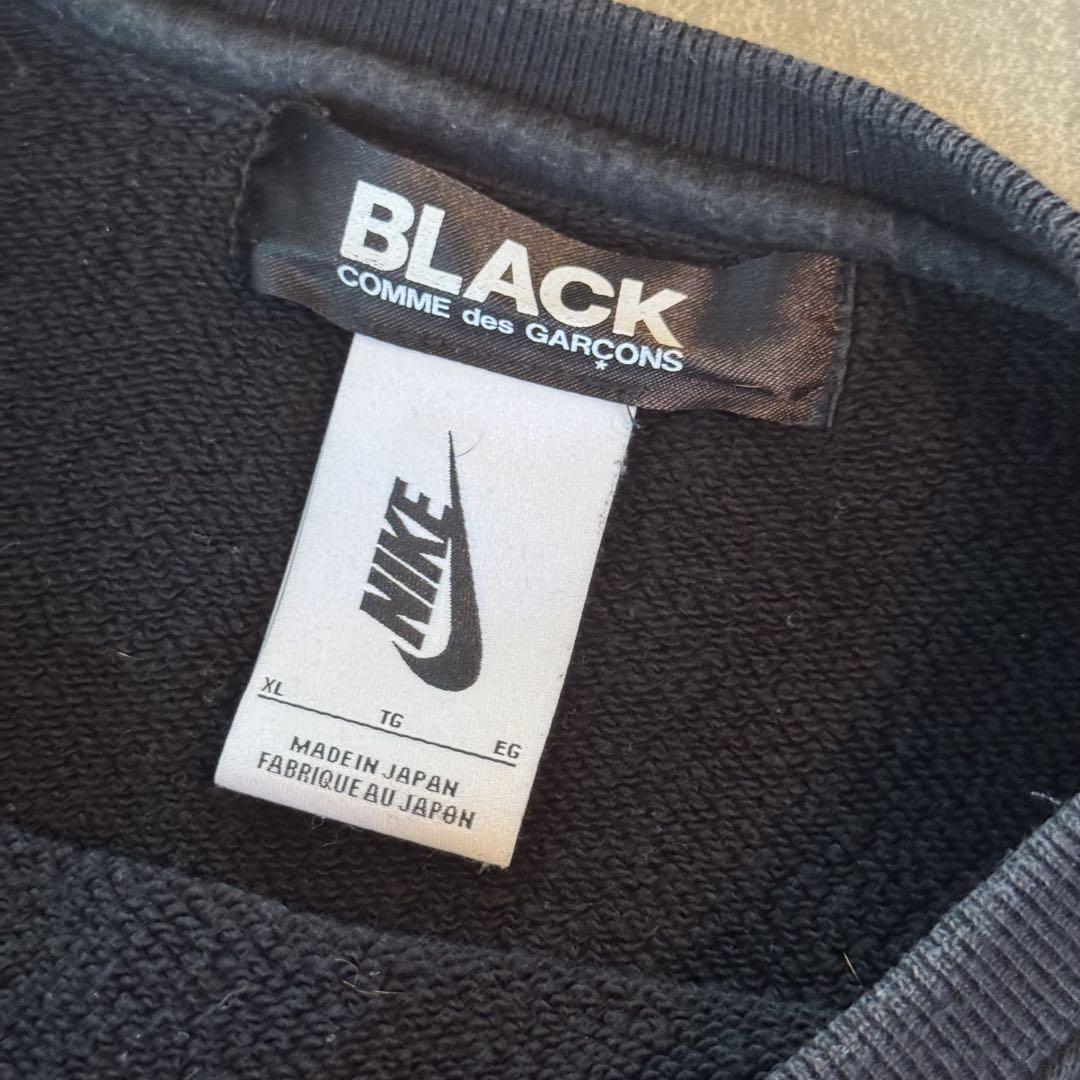 BLACK
COMME des GARÇONS
*
NIKE
XL
TG
EG
MADE IN JAPAN
FABRIQUE AU JAPON